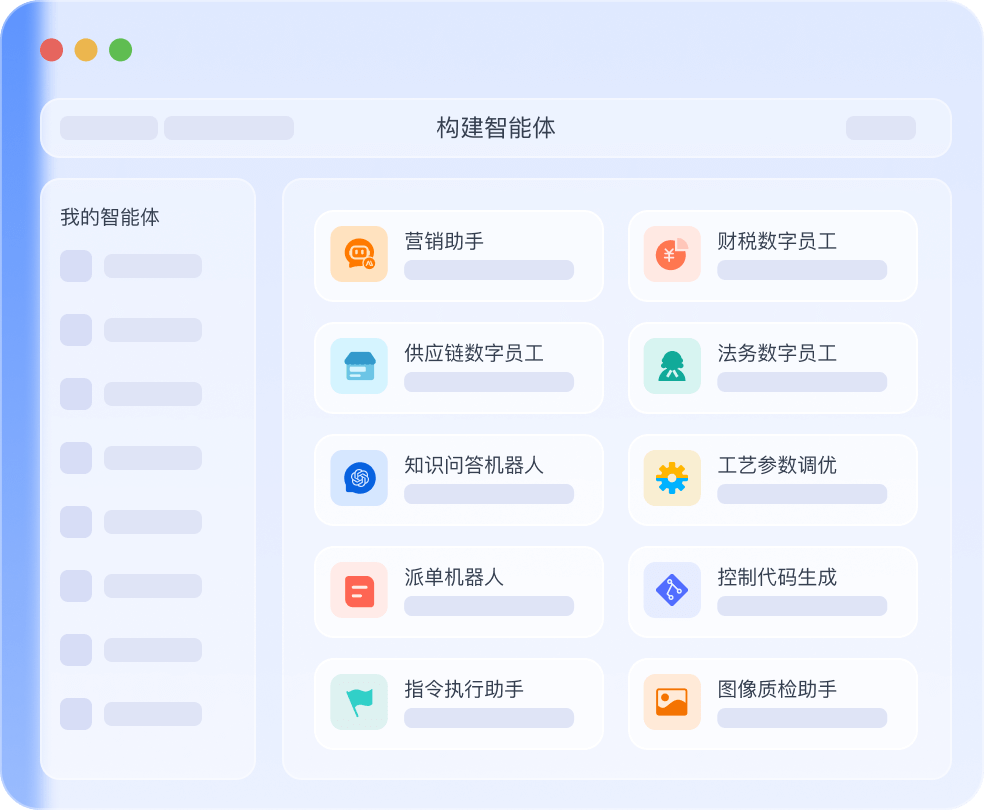 构建智能体
我的智能体
营销助手
财税数字员工
供应链数字员工
法务数字员工
知识问答机器人
工艺参数调优
派单机器人
控制代码生成
指令执行助手
图像质检助手